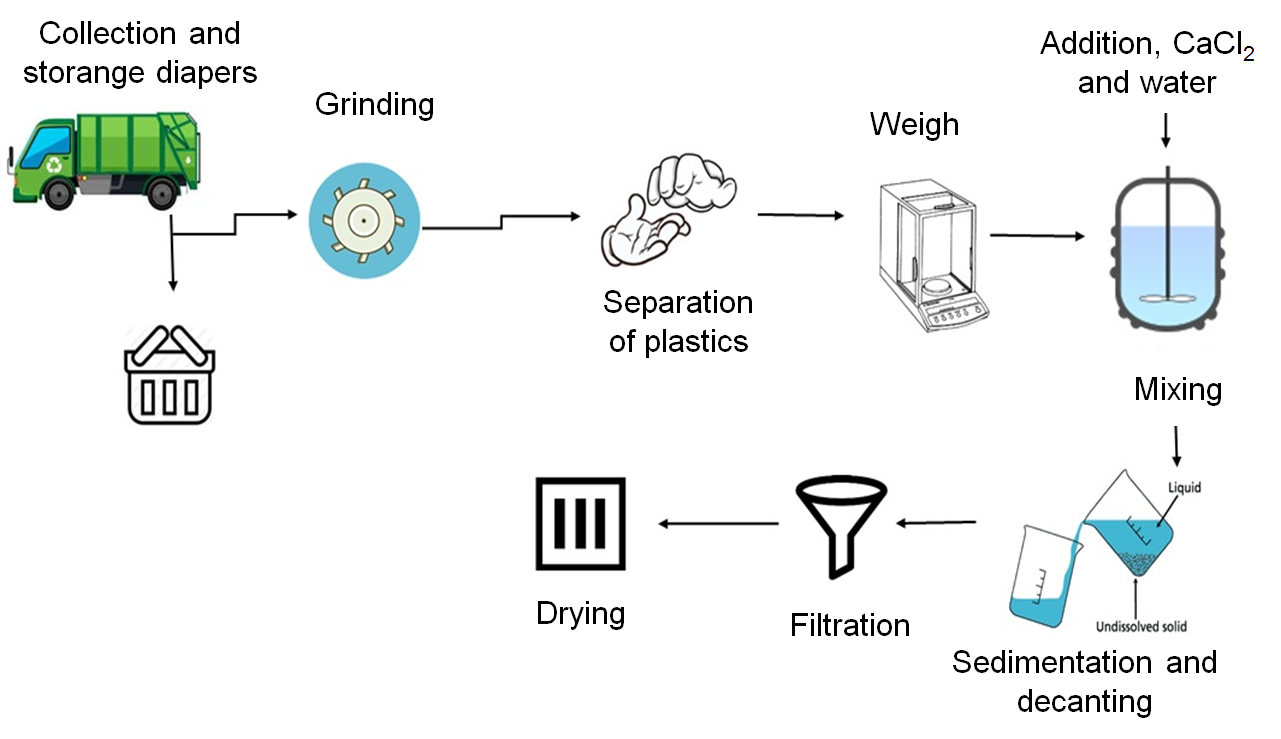 Collection and
storange diapers
Grinding
Separation
of plastics
Weigh
Addition, CaCl₂
and water
Mixing
Liquid
Undissolved solid
Sedimentation and
decanting
Filtration
Drying